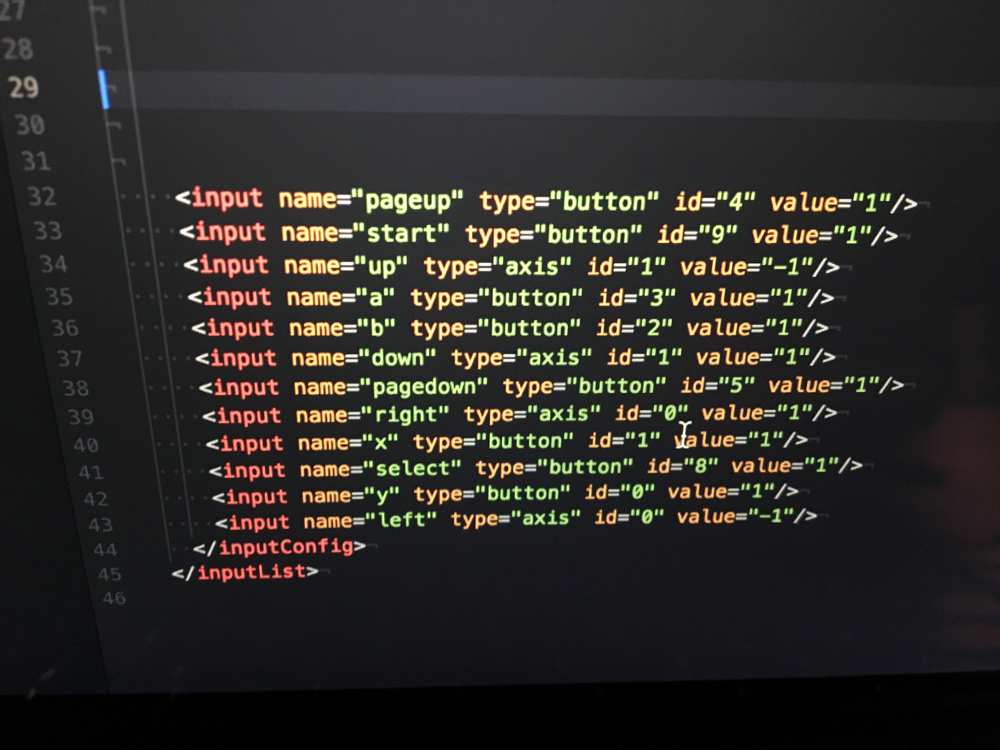 27
28
29
30
31
32 <input name="pageup" type="button" id="4" value="1"/>
33 <input name="start" type="button" id="9" value="1"/>
34 <input name="up" type="axis" id="1" value="-1"/>
35 <input name="a" type="button" id="3" value="1"/>
36 <input name="b" type="button" id="2" value="1"/>
37 <input name="down" type="axis" id="1" value="1"/>
38 <input name="pagedown" type="button" id="5" value="1"/>
39 <input name="right" type="axis" id="0" value="1"/>
40 <input name="x" type="button" id="1" value="1"/>
41 <input name="select" type="button" id="8" value="1"/>
42 <input name="y" type="button" id="0" value="1"/>
43 <input name="left" type="axis" id="0" value="-1"/>
44 </inputConfig>
45 </inputList>
46